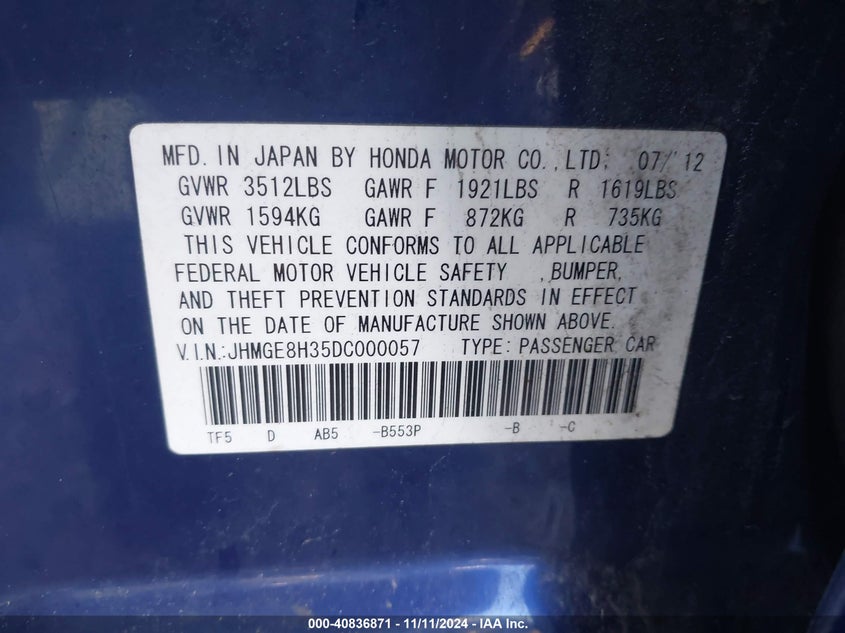 MFD. IN JAPAN BY HONDA MOTOR CO., LTD; 07/'12
GVWR 3512LBS GAWR F 1921LBS R 1619LBS
GVWR 1594KG GAWR F 872KG R 735KG
THIS VEHICLE CONFORMS TO ALL APPLICABLE
FEDERAL MOTOR VEHICLE SAFETY ,BUMPER,
AND THEFT PREVENTION STANDARDS IN EFFECT
ON THE DATE OF MANUFACTURE SHOWN ABOVE.
V.I.N.:JHMGE8H35DC000057 TYPE:PASSENGER CAR
TF5 D AB5 -B553P -B -C
000-40836871 - 11/11/2024 - IAA Inc.